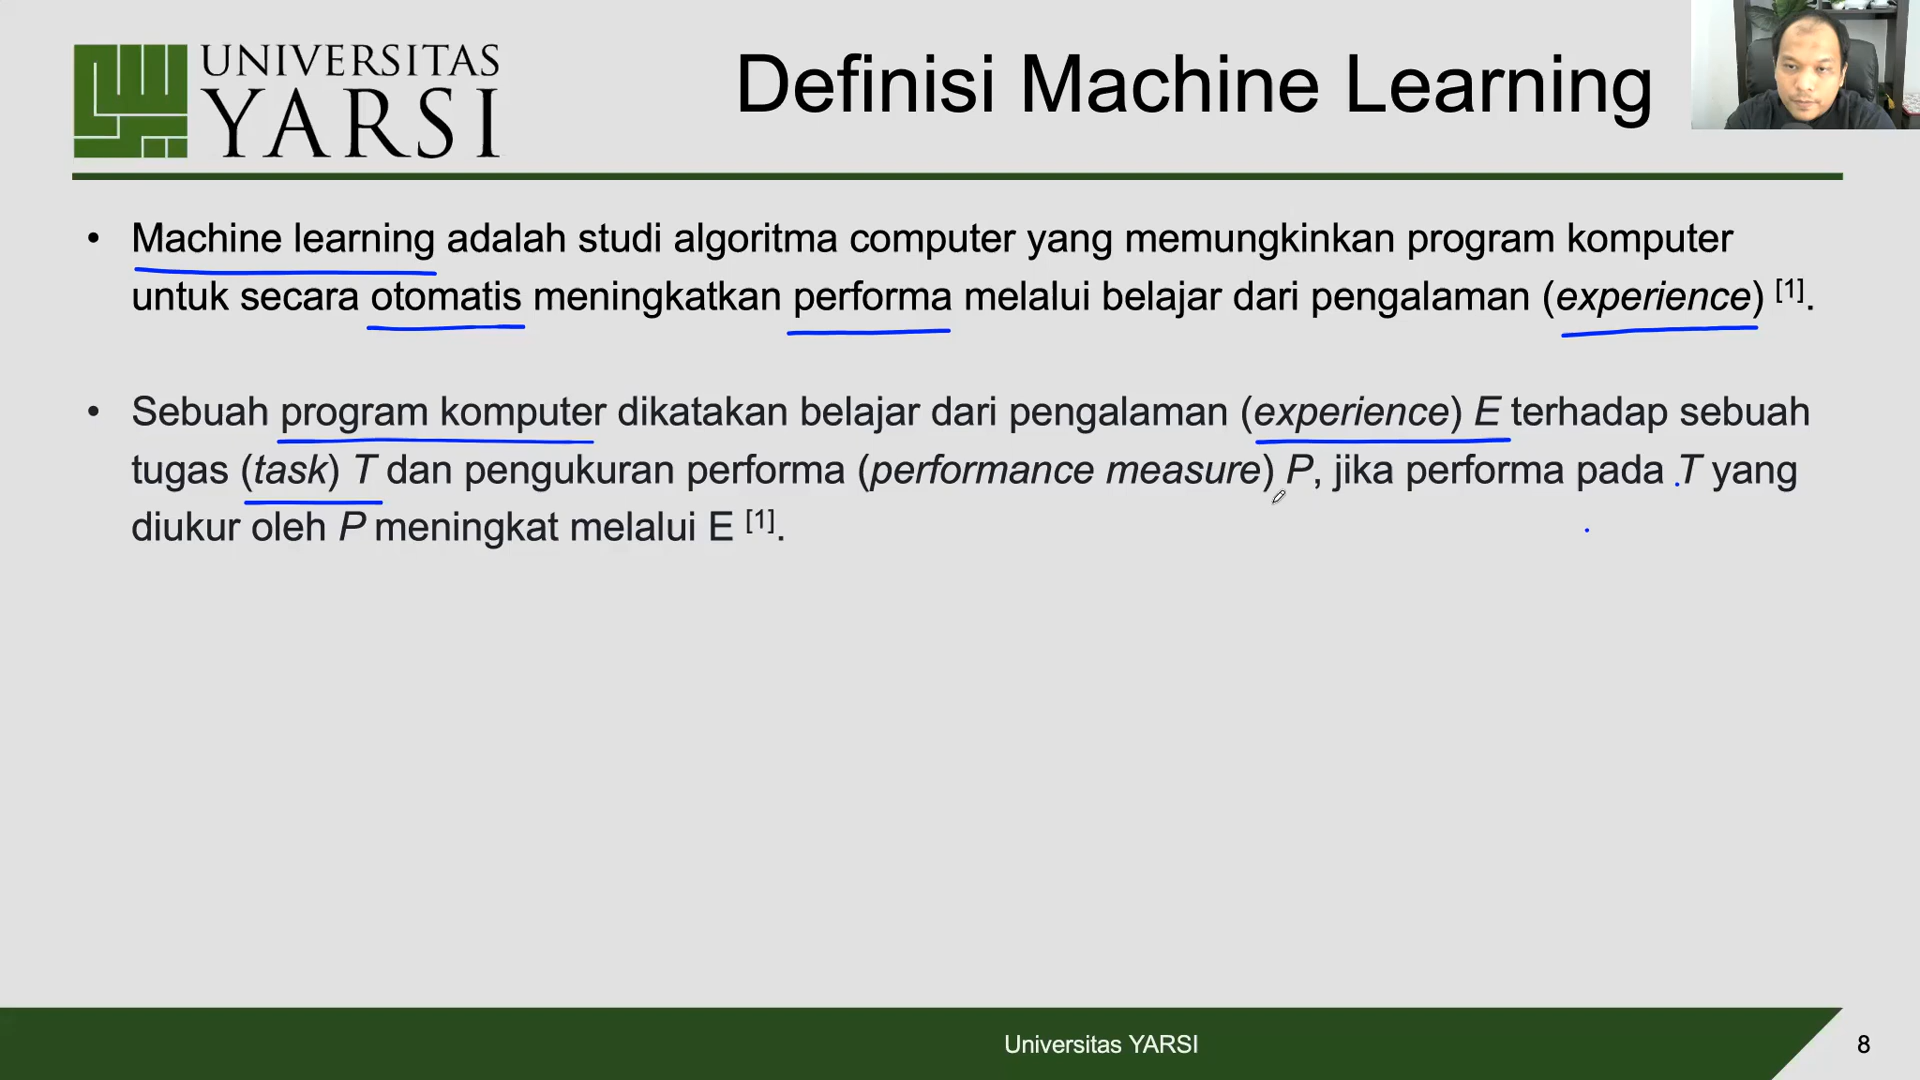 UNIVERSITAS
YARSI
Definisi Machine Learning
• Machine learning adalah studi algoritma computer yang memungkinkan program komputer
untuk secara otomatis meningkatkan performa melalui belajar dari pengalaman (experience) [1].
• Sebuah program komputer dikatakan belajar dari pengalaman (experience) E terhadap sebuah
tugas (task) T dan pengukuran performa (performance measure) P, jika performa pada T yang
diukur oleh P meningkat melalui E [1].
Universitas YARSI
8